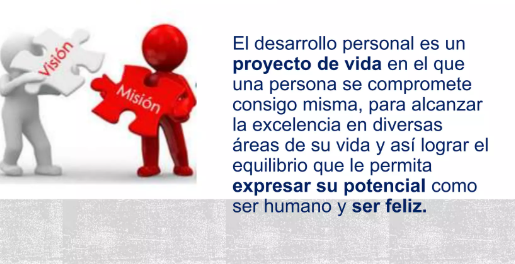 Visión
Misión
El desarrollo personal es un
proyecto de vida en el que
una persona se compromete
consigo misma, para alcanzar
la excelencia en diversas
áreas de su vida y así lograr el
equilibrio que le permita
expresar su potencial como
ser humano y ser feliz.